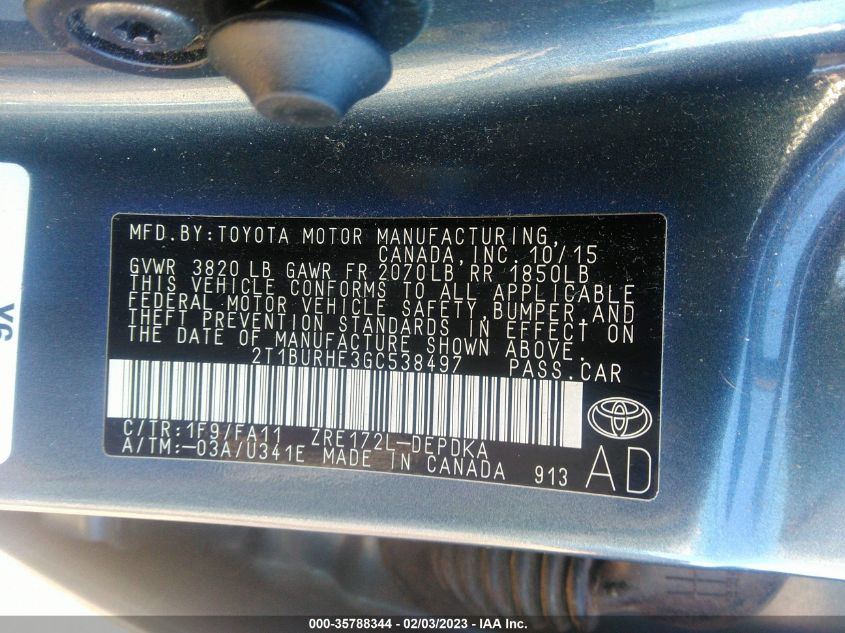 MFD.BY:TOYOTA MOTOR MANUFACTURING,
CANADA,INC. 10/15
GVWR 3820 LB GAWR FR 2070LB RR 1850LB
THIS VEHICLE CONFORMS TO ALL APPLICABLE
FEDERAL MOTOR VEHICLE SAFETY,BUMPER,AND
THEFT PREVENTION STANDARDS IN EFFECT ON
THE DATE OF MANUFACTURE SHOWN ABOVE.
2T1BURHE3GC538497 PASS.CAR
C/TR:1F9/FA11 ZRE172L-DEPDKA
A/TM:-03A/U341E MADE IN CANADA 913
AD
000-35788344 - 02/03/2023 - © IAA, Inc.